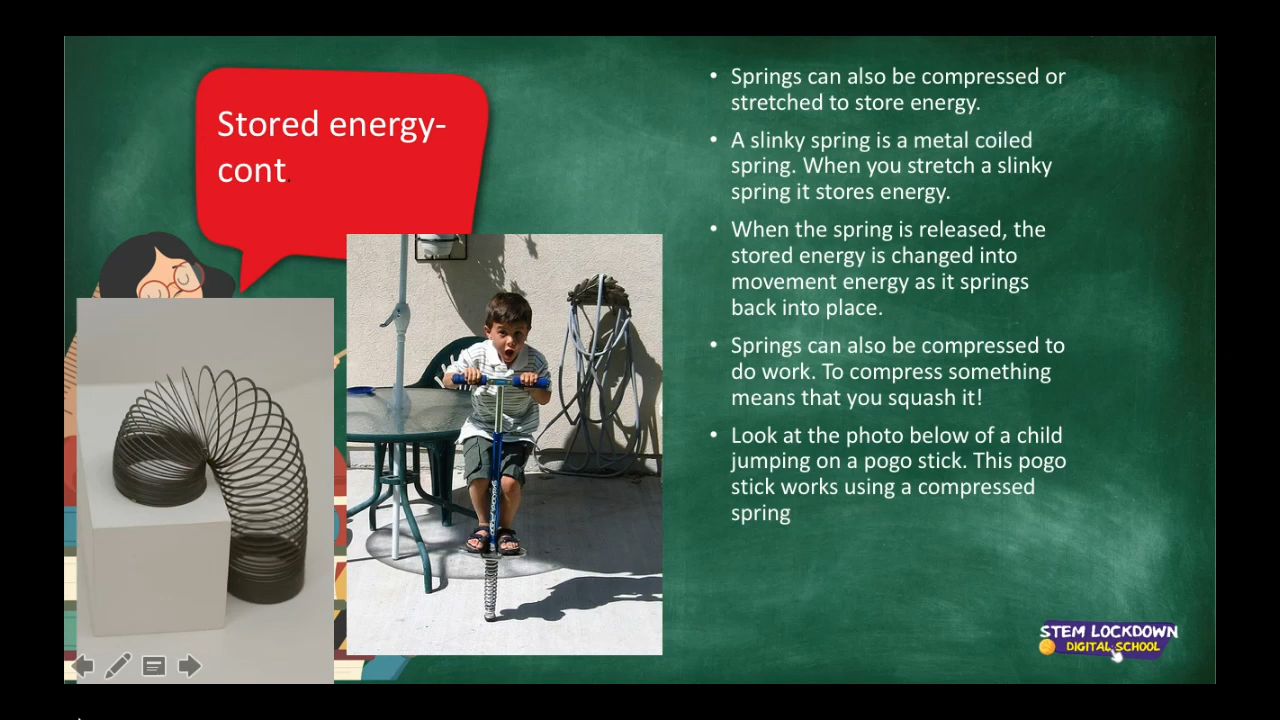 Stored energy-
cont.
• Springs can also be compressed or
stretched to store energy.
• A slinky spring is a metal coiled
spring. When you stretch a slinky
spring it stores energy.
• When the spring is released, the
stored energy is changed into
movement energy as it springs
back into place.
• Springs can also be compressed to
do work. To compress something
means that you squash it!
• Look at the photo below of a child
jumping on a pogo stick. This pogo
stick works using a compressed
spring
STEM LOCKDOWN
DIGITAL SCHOOL